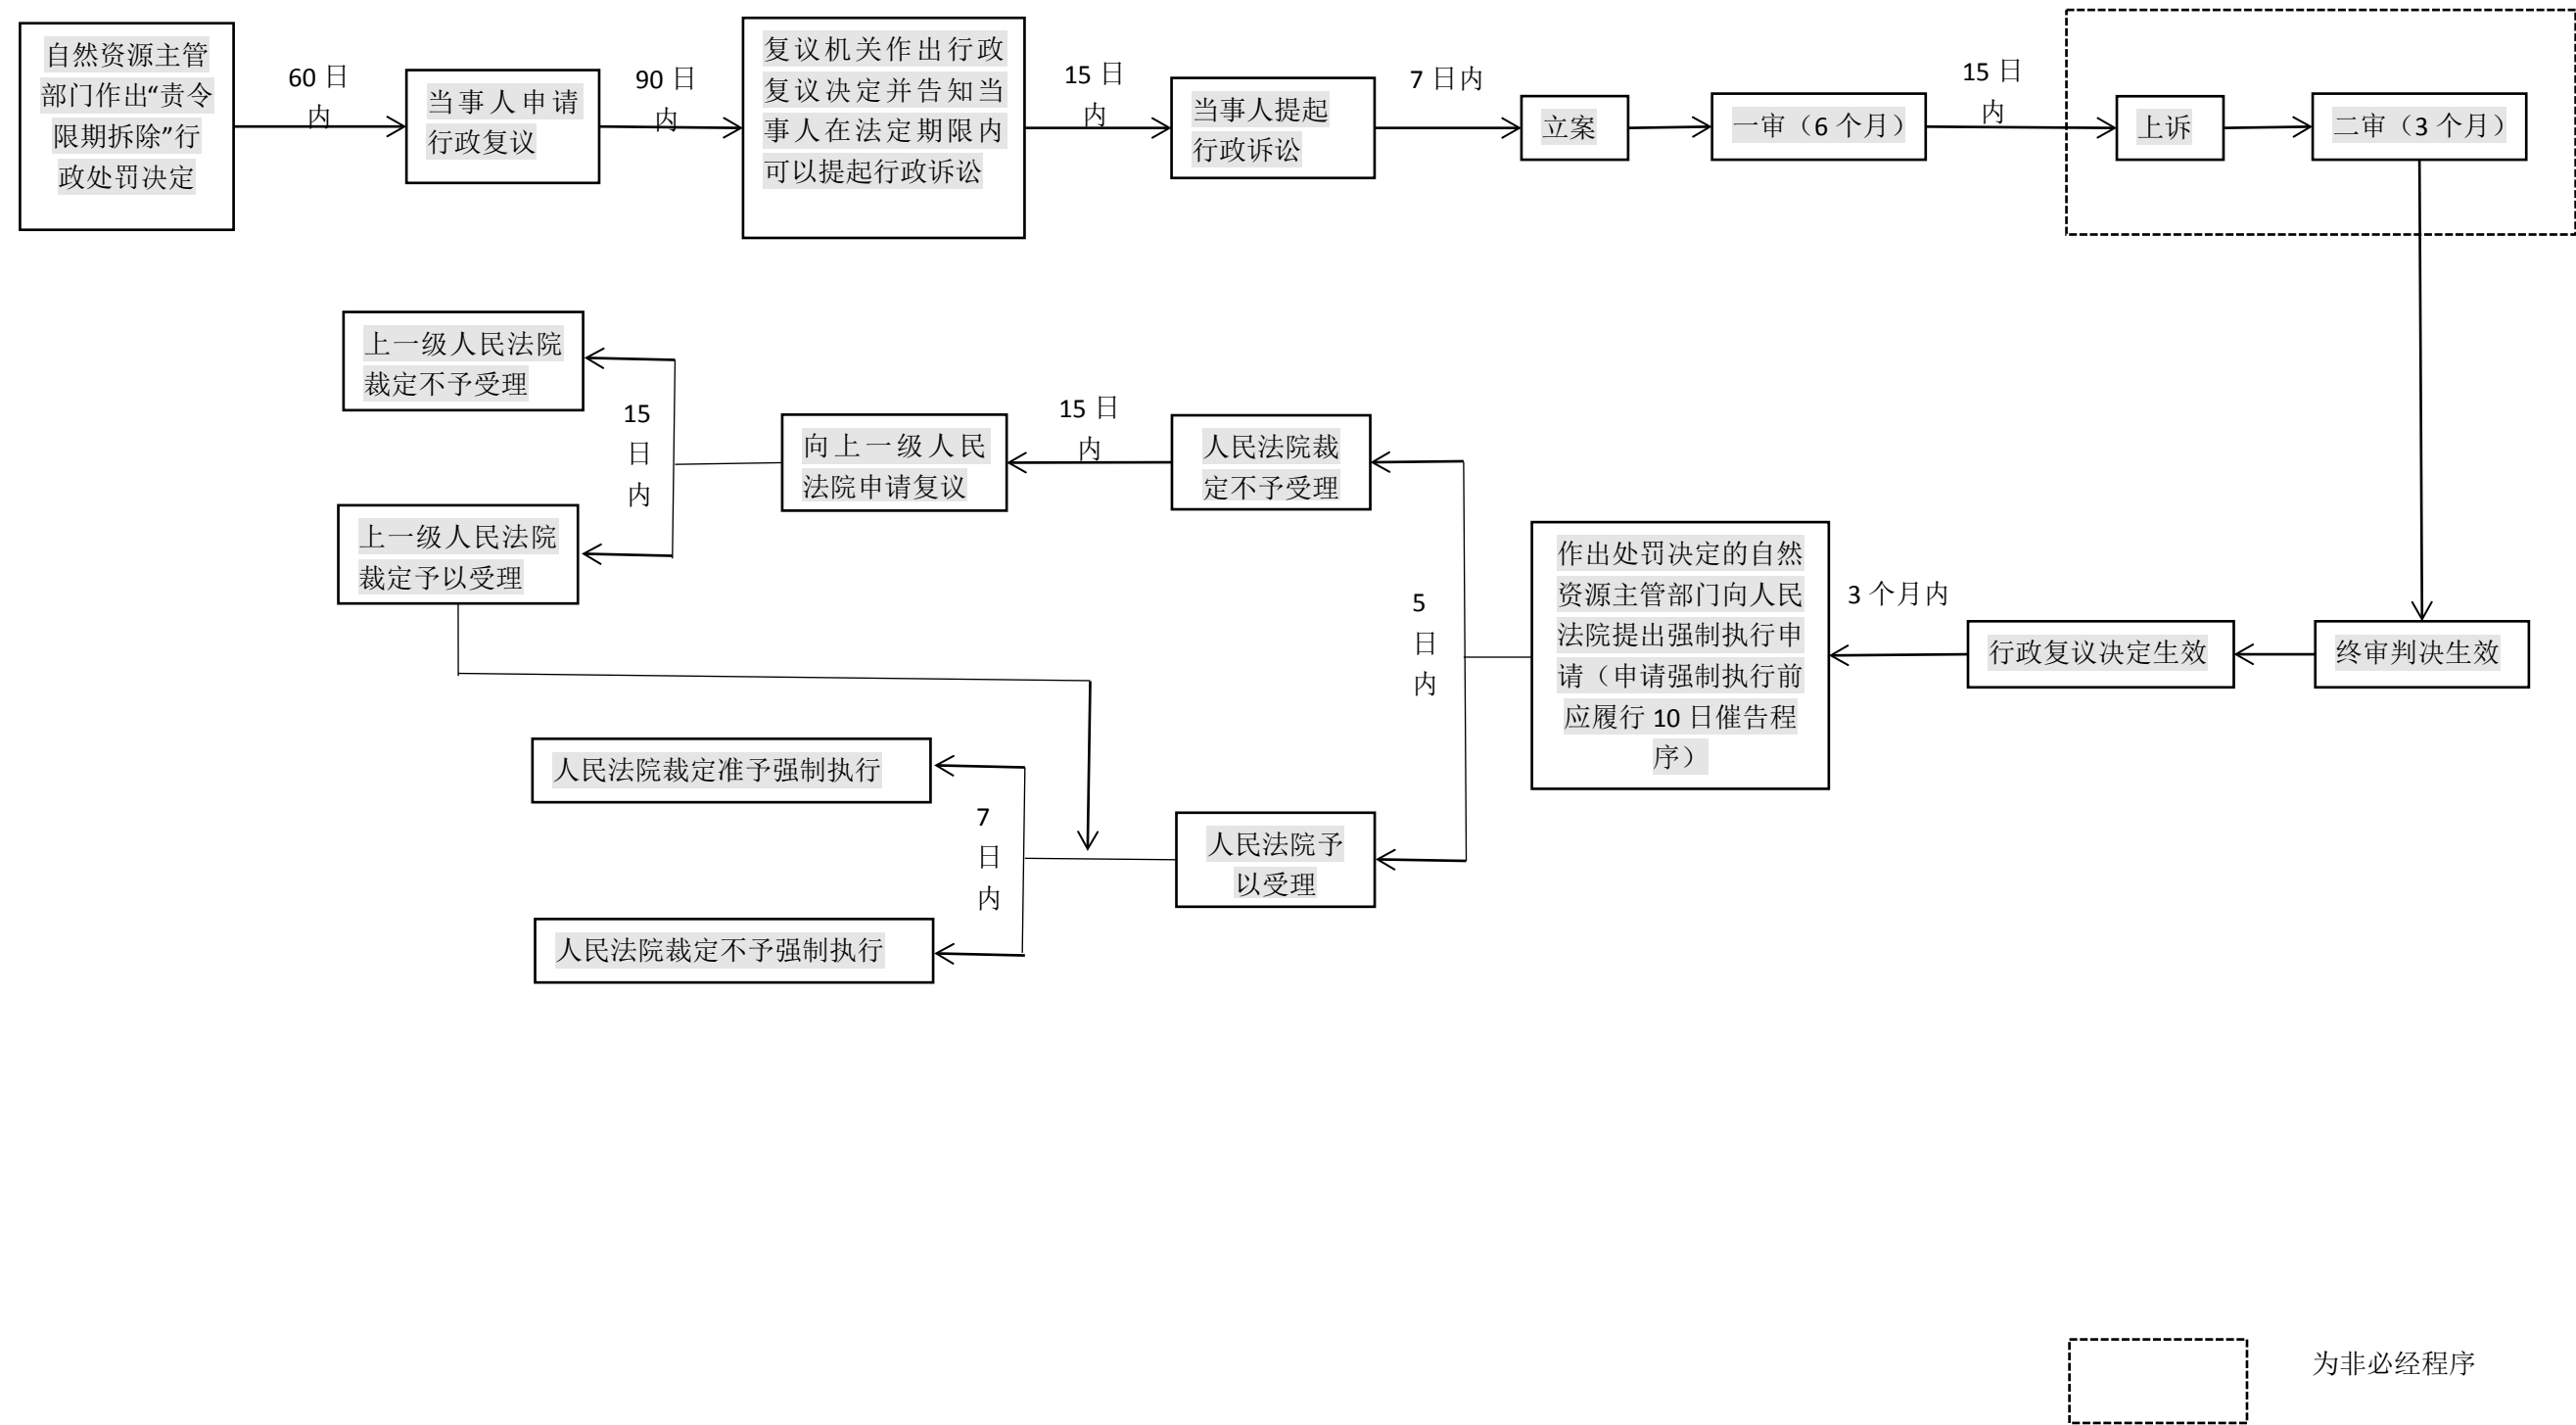 自然资源主管
部门作出“责令
限期拆除”行
政处罚决定
60 日
内
当事人申请
行政复议
90 日
内
复议机关作出行政
复议决定并告知当
事人在法定期限内
可以提起行政诉讼
15 日
内
当事人提起
行政诉讼
7 日内
立案
一审（6 个月）
15 日
内
上诉
二审（3 个月）
终审判决生效
行政复议决定生效
3 个月内
作出处罚决定的自然
资源主管部门向人民
法院提出强制执行申
请（申请强制执行前
应履行 10 日催告程
序）
5
日
内
人民法院裁
定不予受理
15 日
内
向上一级人民
法院申请复议
15
日
内
上一级人民法院
裁定不予受理
上一级人民法院
裁定予以受理
人民法院予
以受理
7
日
内
人民法院裁定准予强制执行
人民法院裁定不予强制执行
为非必经程序